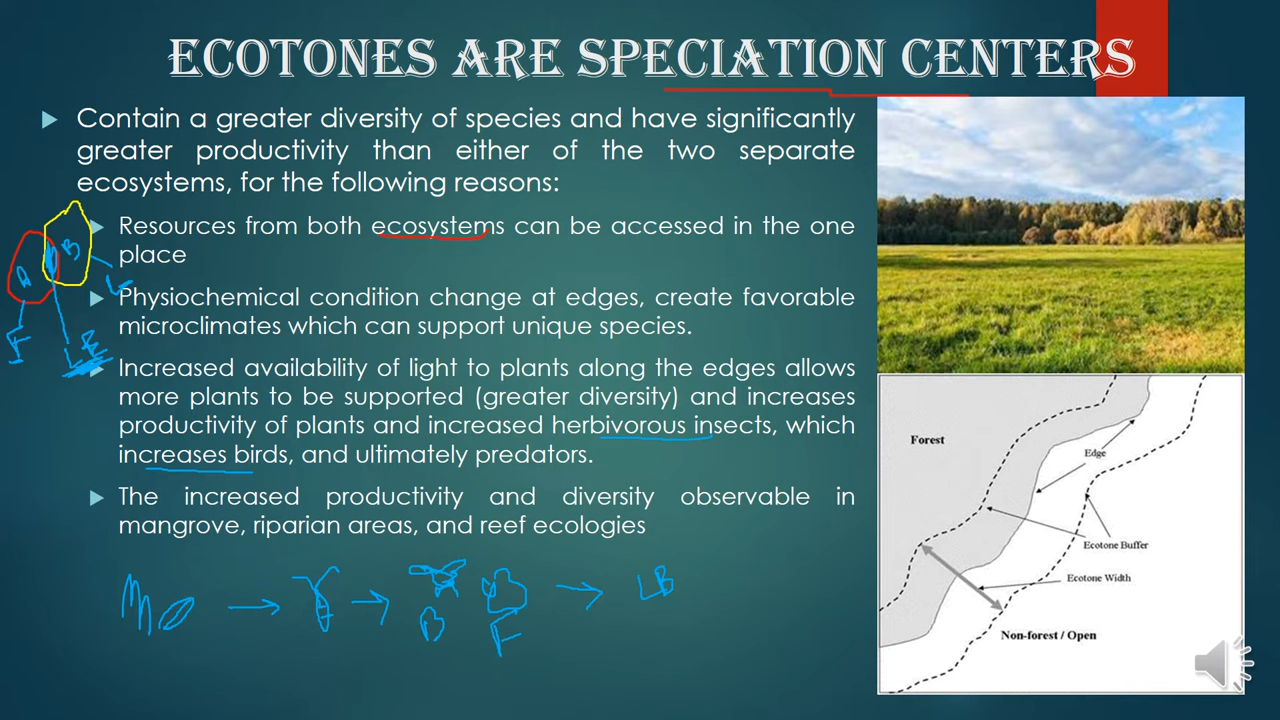 ECOTONES ARE SPECIATION CENTERS
Contain a greater diversity of species and have significantly
greater productivity than either of the two separate
ecosystems, for the following reasons:
Resources from both ecosystems can be accessed in the one
place
Physiochemical condition change at edges, create favorable
microclimates which can support unique species.
Increased availability of light to plants along the edges allows
more plants to be supported (greater diversity) and increases
productivity of plants and increased herbivorous insects, which
increases birds, and ultimately predators.
The increased productivity and diversity observable in
mangrove, riparian areas, and reef ecologies
B
F
L
LB
B
F
LB
Forest
Edge
Ecotone Buffer
Ecotone Width
Non-forest / Open